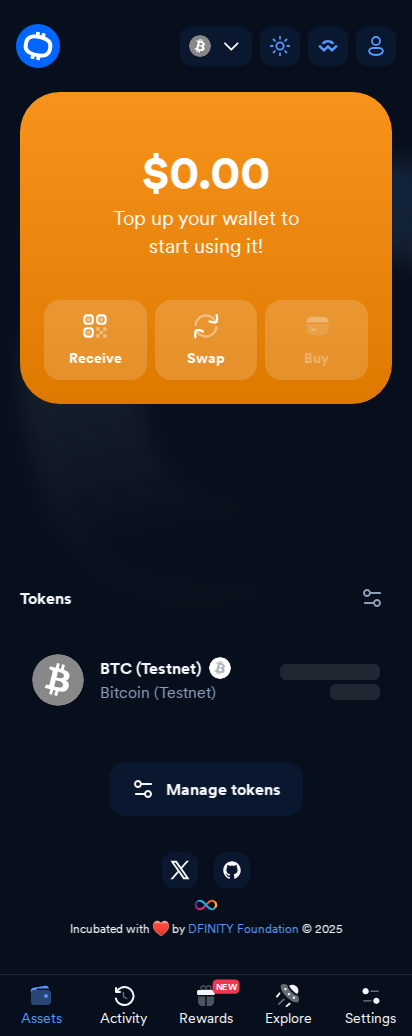 $0.00
Top up your wallet to
start using it!
Receive
Swap
Buy
Tokens
BTC (Testnet)
Bitcoin (Testnet)
Manage tokens
Incubated with ❤️ by DFINITY Foundation © 2025
NEW
Assets
Activity
Rewards
Explore
Settings